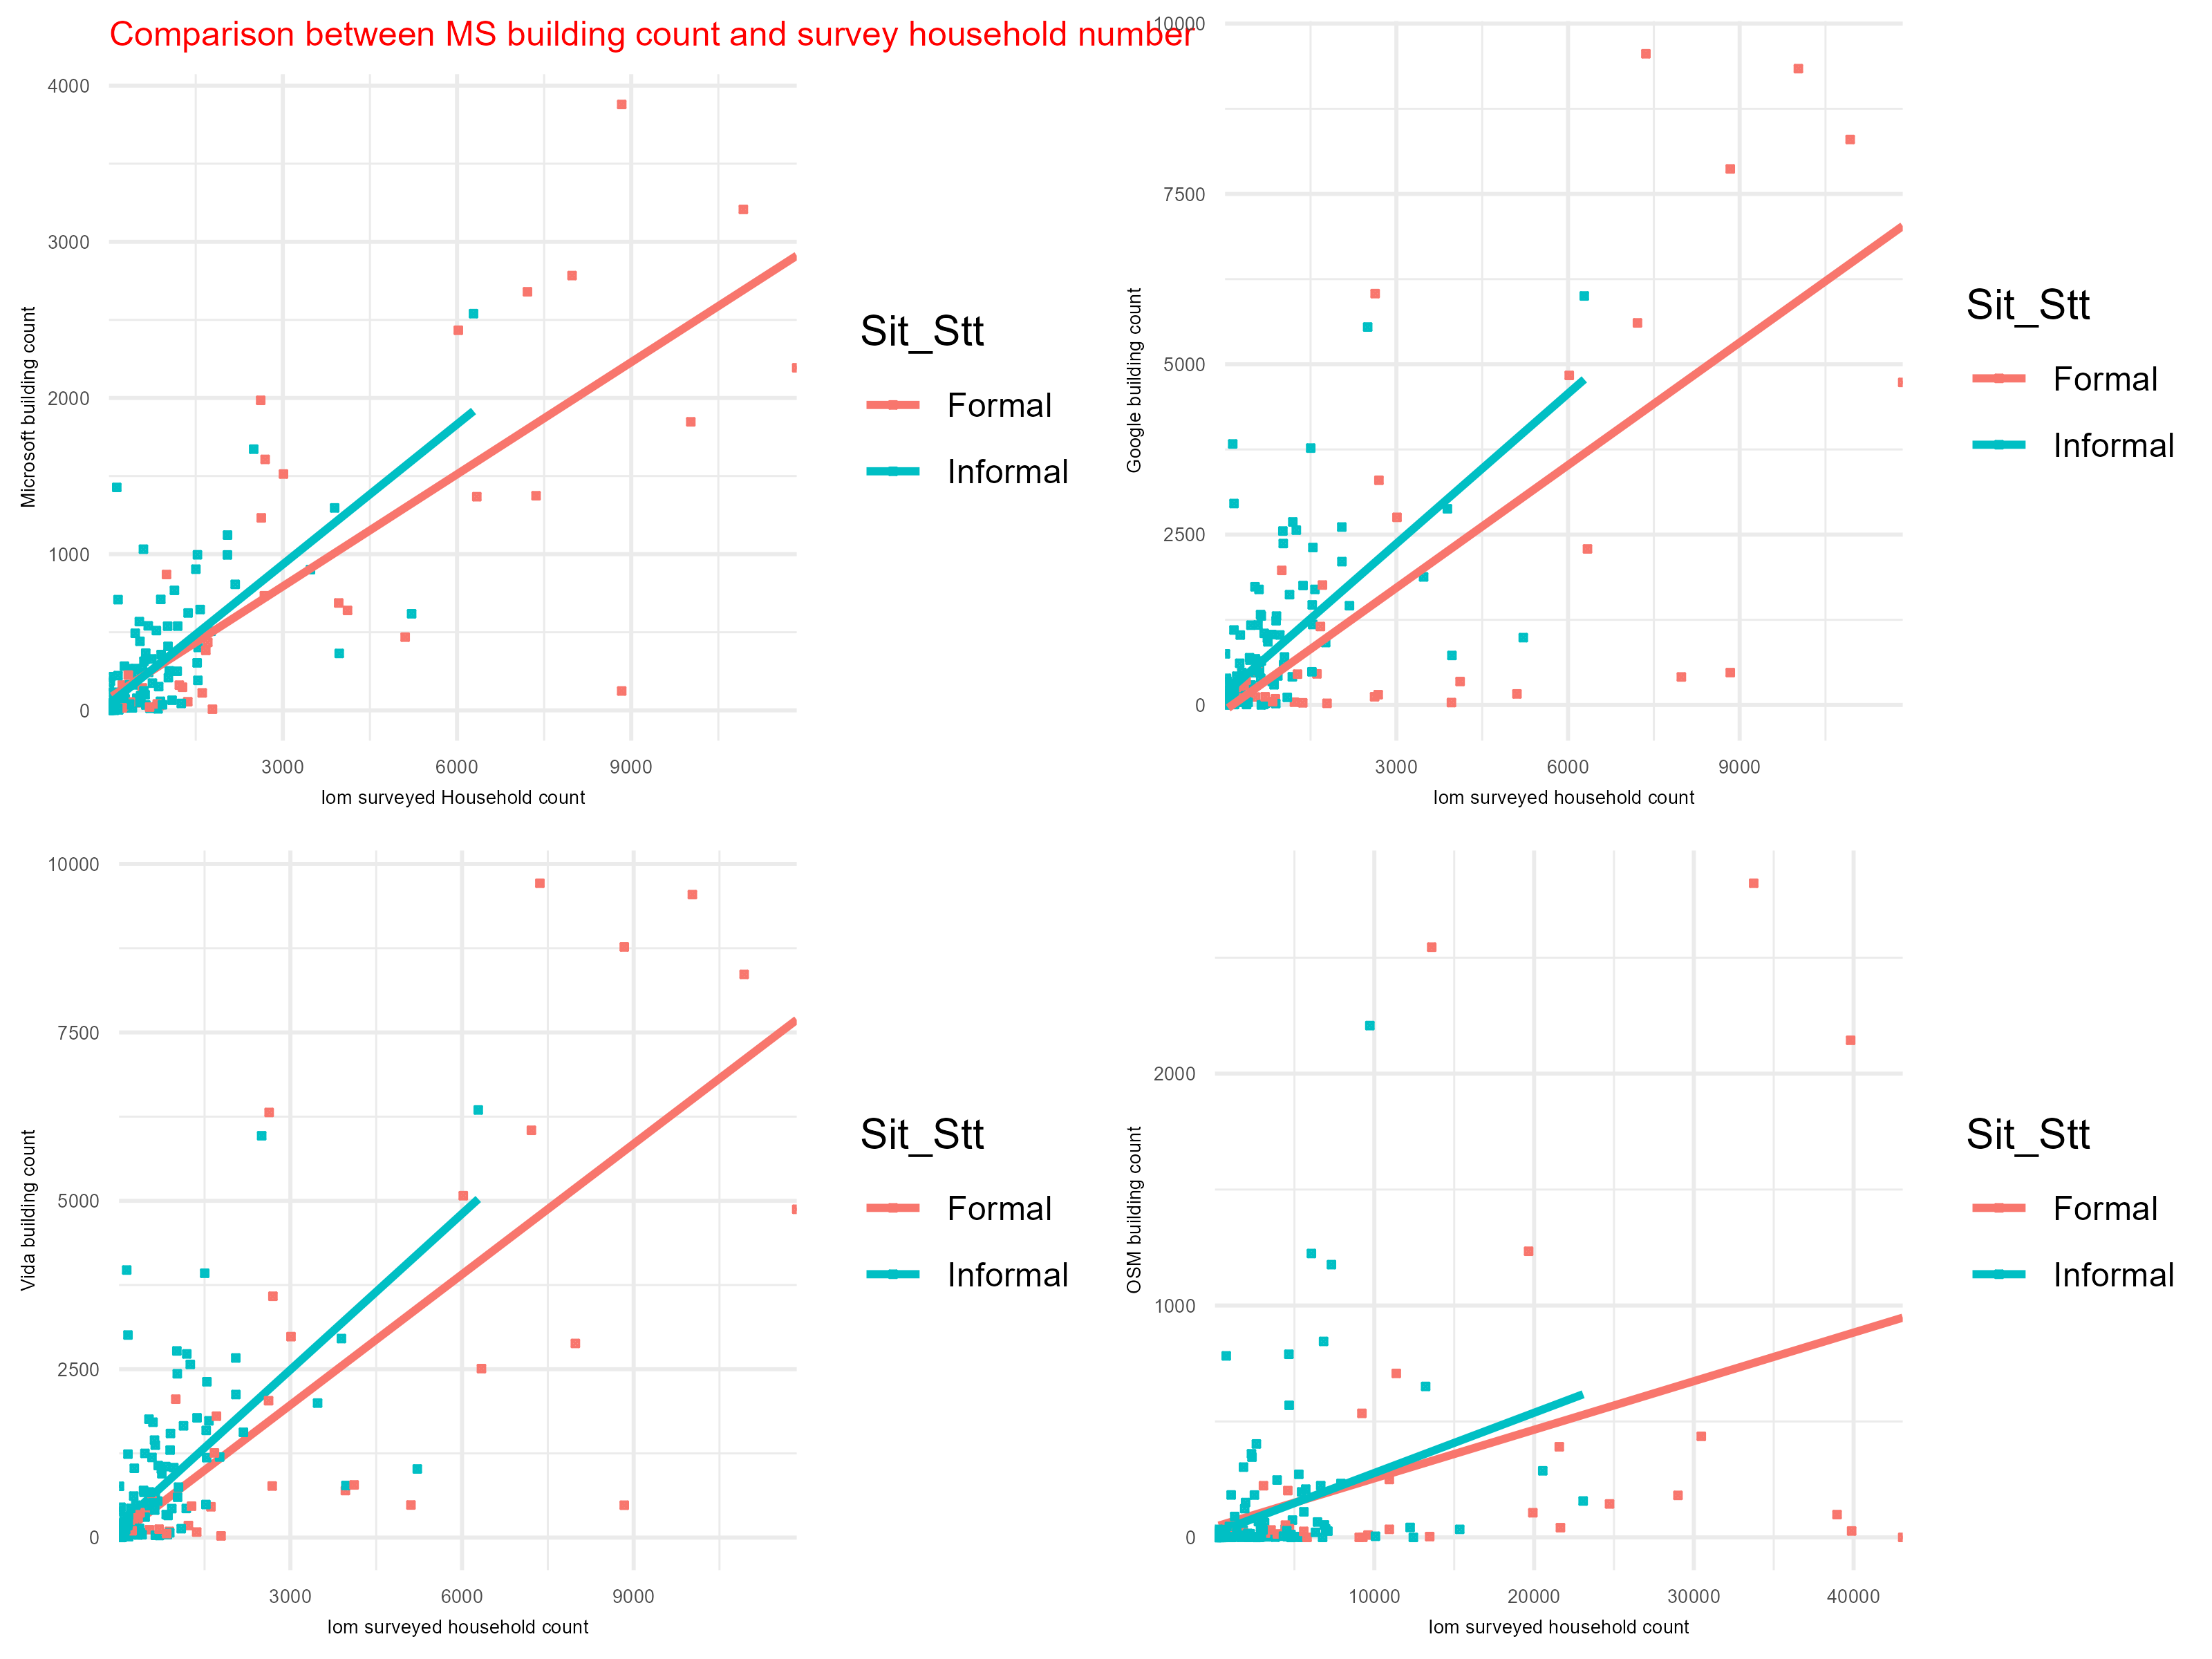 Comparison between MS building count and survey household number
4000
3000
2000
1000
0
Microsoft building count
3000
6000
9000
Iom surveyed Household count
Sit_Stt
Formal
Informal
10000
7500
5000
2500
0
Google building count
3000
6000
9000
Iom surveyed household count
Sit_Stt
Formal
Informal
10000
7500
5000
2500
0
Vida building count
3000
6000
9000
Iom surveyed household count
Sit_Stt
Formal
Informal
2000
1000
0
OSM building count
10000
20000
30000
40000
Iom surveyed household count
Sit_Stt
Formal
Informal